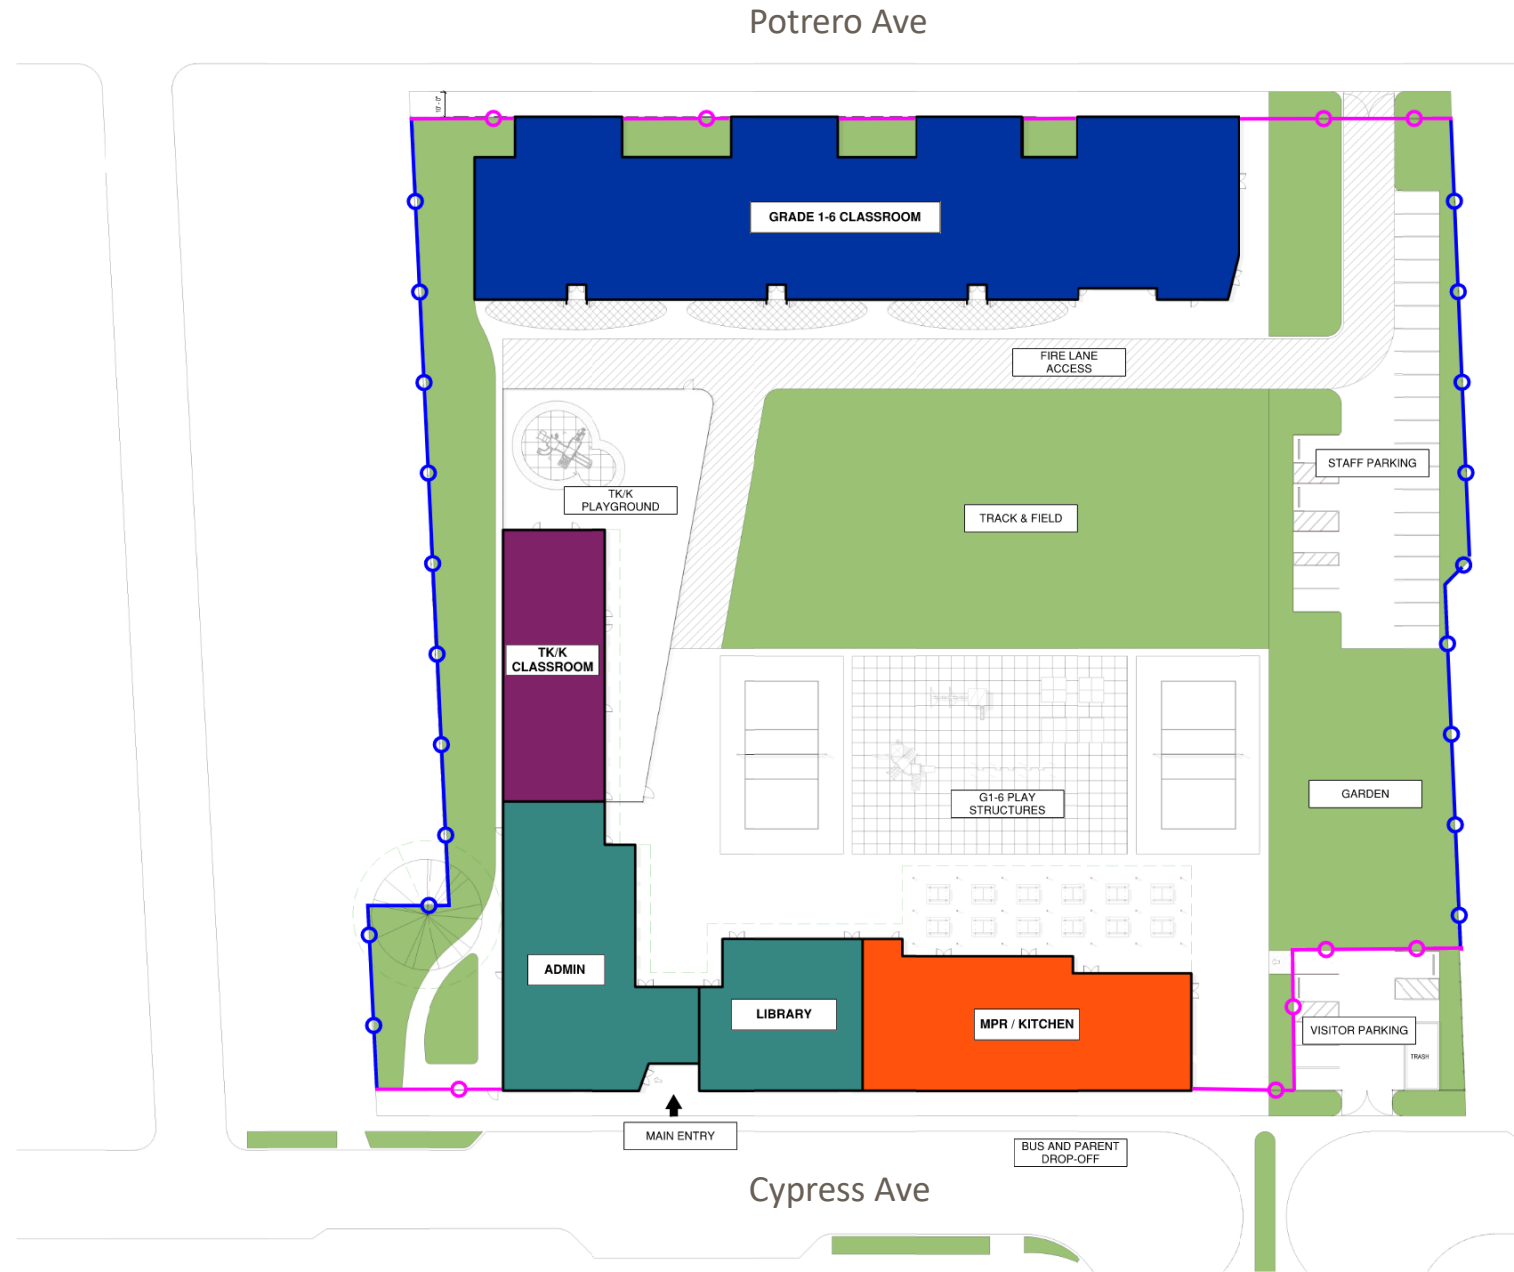 Potrero Ave
10'- 0"
GRADE 1-6 CLASSROOM
FIRE LANE
ACCESS
STAFF PARKING
TK/K
PLAYGROUND
TRACK & FIELD
TK/K
CLASSROOM
GARDEN
G1-6 PLAY
STRUCTURES
ADMIN
LIBRARY
MPR / KITCHEN
VISITOR PARKING
TRASH
MAIN ENTRY
BUS AND PARENT
DROP-OFF
Cypress Ave